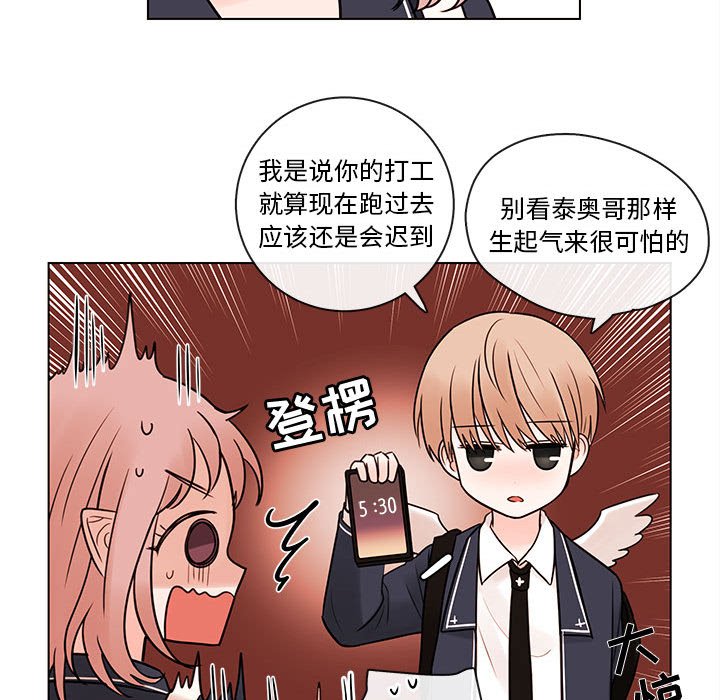 我是说你的打工
就算现在跑过去
应该还是会迟到
别看泰奥哥那样
生起气来很可怕的
登楞
5:30
大惊